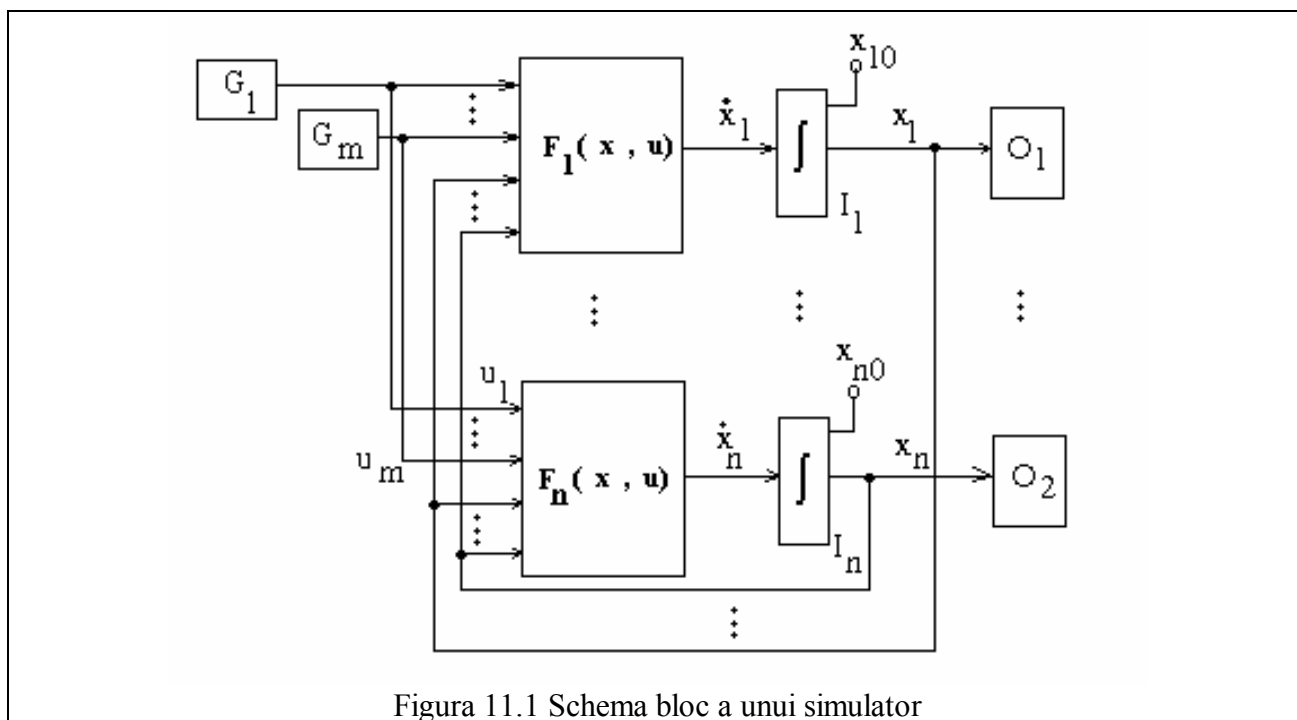 G1
Gm
F1( x , u)
ẋ1
∫
I1
x10
x1
O1
u1
um
Fn( x , u)
ẋn
∫
In
xn0
xn
O2
Figura 11.1 Schema bloc a unui simulator